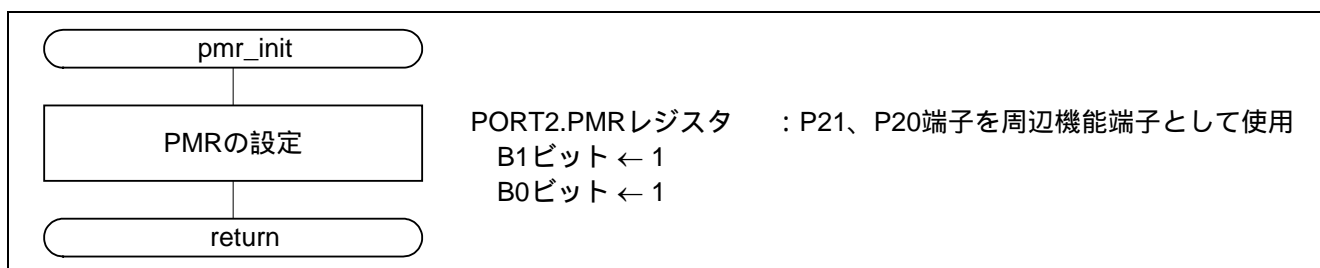 pmr_init
PMRの設定
PORT2.PMRレジスタ :P21、P20端子を周辺機能端子として使用
B1ビット ← 1
B0ビット ← 1
return